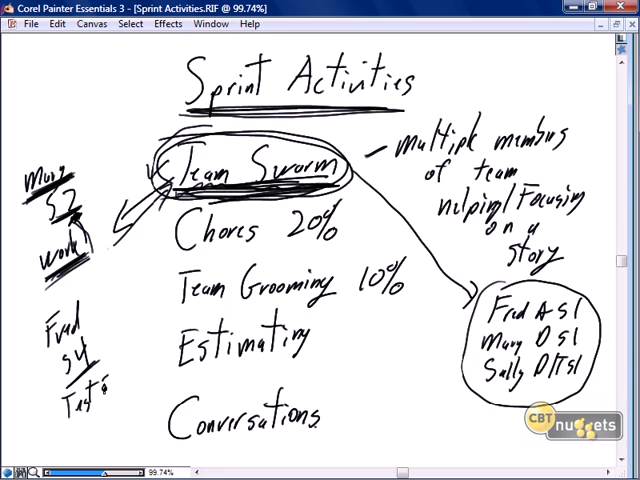 Corel Painter Essentials 3 - [Sprint Activities.RIF @ 99.74%]
File Edit Canvas Select Effects Window Help
Sprint Activities
Team Swarm
Chores 20%
Team Grooming 10%
Estimating
Conversations
Mary
S2
Work
Fred
S4
Test
- Multiple members
of team
helping/Focusing
on a
story
Fred A S1
Mary D S1
Sally D/T S1
CBT
nuggets
99.74%